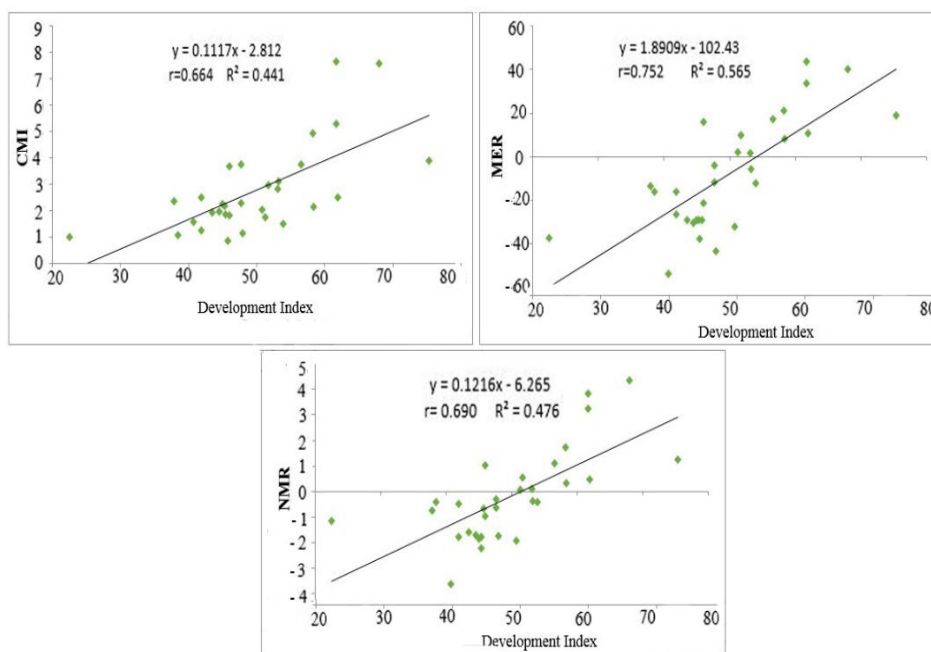 9
8
7
6
5
4
3
2
1
0
CMI
y = 0.1117x - 2.812
r=0.664 R² = 0.441
20 30 40 50 60 70 80
Development Index
60
40
20
0
-20
-40
-60
MER
y = 1.8909x - 102.43
r=0.752 R² = 0.565
20 30 40 50 60 70 80
Development Index
5
4
3
2
1
0
-1
-2
-3
-4
NMR
y = 0.1216x - 6.265
r= 0.690 R² = 0.476
20 30 40 50 60 70 80
Development Index